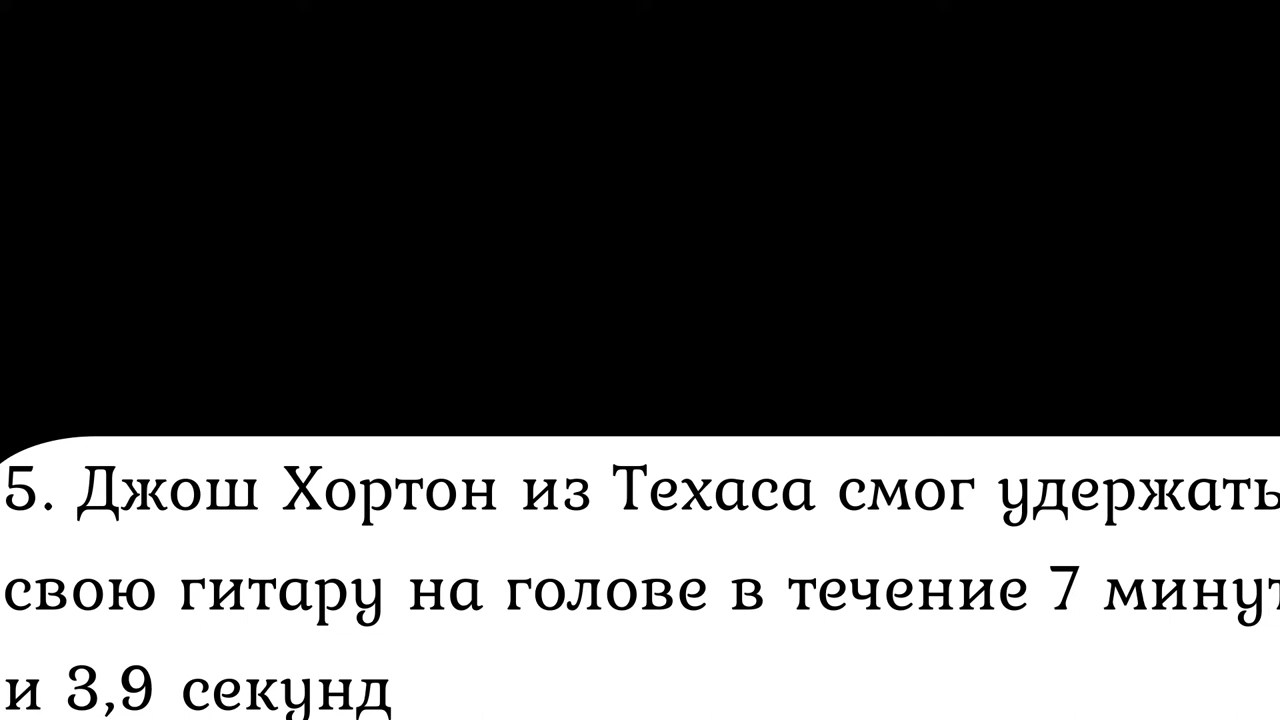 5. Джош Хортон из Техаса смог удержать
свою гитару на голове в течение 7 минут
и 3,9 секунд